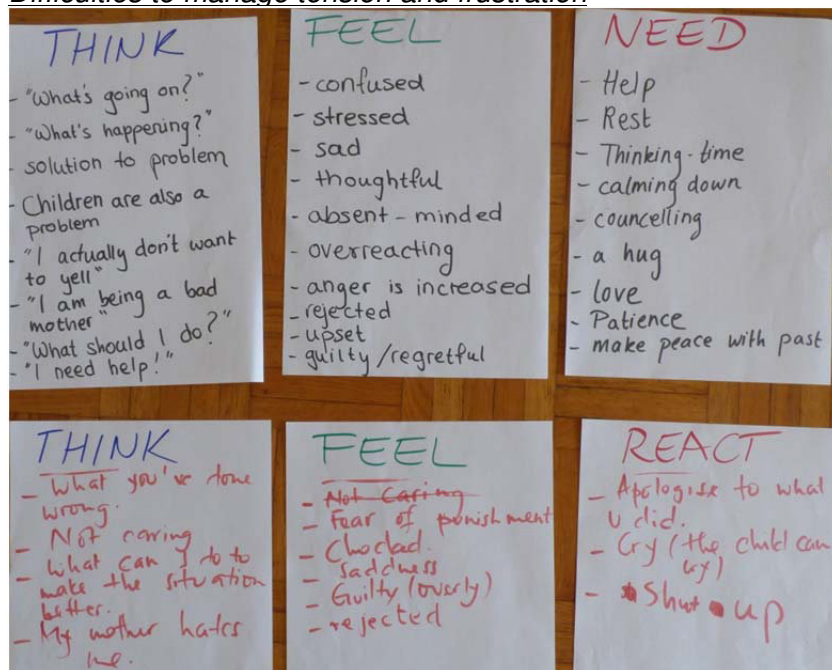 Difficulties to manage tension and frustration
THINK
- "What's going on?"
- "What's happening?"
- solution to problem
- Children are also a
problem
- "I actually don't want
to yell"
- "I am being a bad
mother"
- "What should I do?"
- "I need help!"
FEEL
- confused
- stressed
- sad
- thoughtful
- absent-minded
- overreacting
- anger is increased
- rejected
- upset
- guilty/regretful
NEED
- Help
- Rest
- Thinking-time
- calming down
- councelling
- a hug
- love
- Patience
- make peace with past
THINK
- What you've done
wrong.
- Not caring
- What can I do to
make the situation
better.
- My mother hates
me.
FEEL
- Not Caring
- Fear of ponishment
- Chocked.
- saddness
- Guilty (overly)
- rejected
REACT
- Apologise to what
u did.
- Cry (the child can
cry)
- Shut up